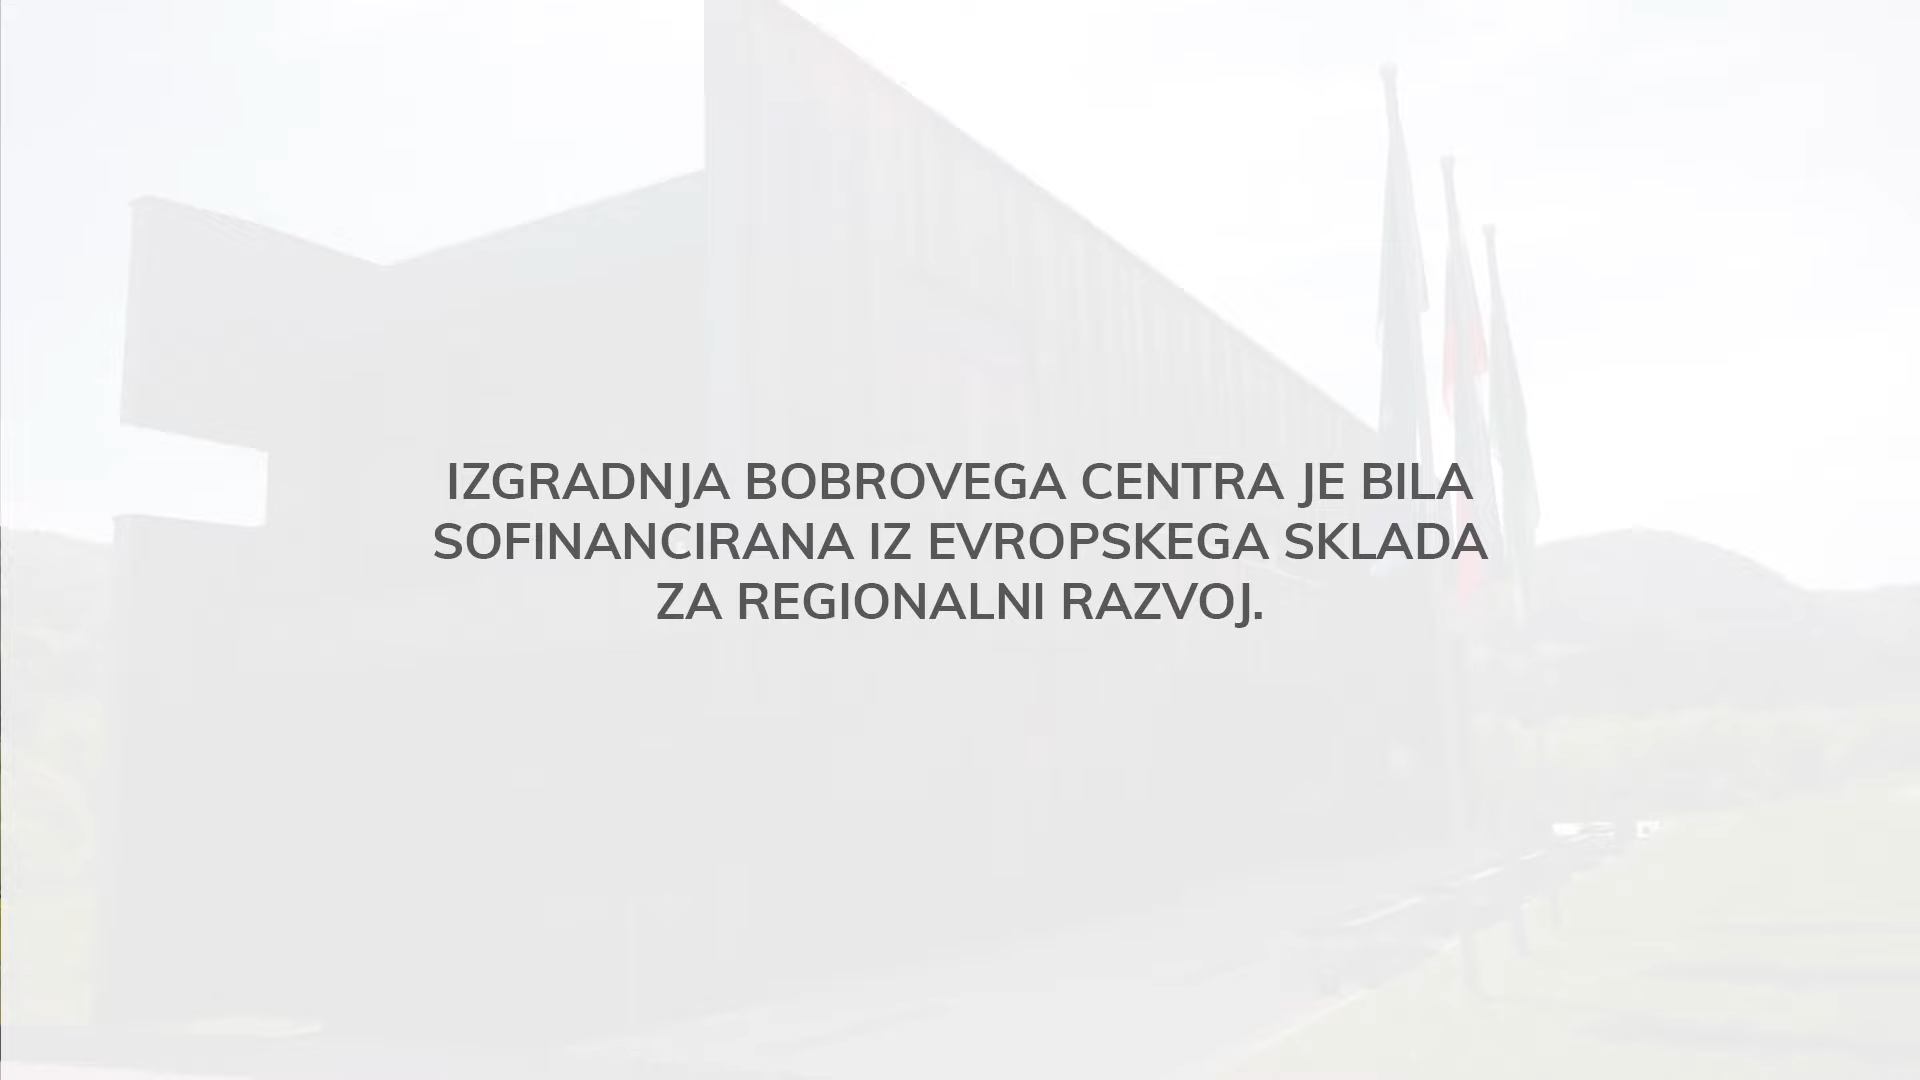 IZGRADNJA BOBROVEGA CENTRA JE BILA
SOFINANCIRANA IZ EVROPSKEGA SKLADA
ZA REGIONALNI RAZVOJ.